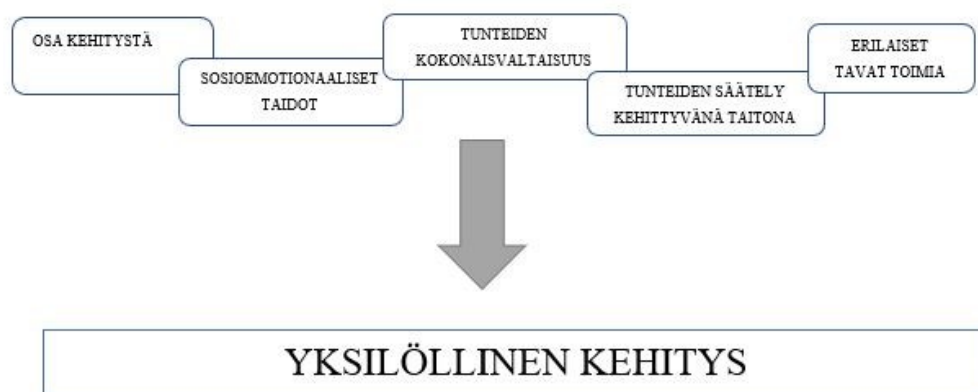 OSA KEHITYSTÄ
SOSIOEMOTIONAALISET
TAIDOT
TUNTEIDEN
KOKONAISVALTAISUUS
TUNTEIDEN SÄÄTELY
KEHITTYVÄNÄ TAITONA
ERILAISET
TAVAT TOIMIA
YKSILÖLLINEN KEHITYS